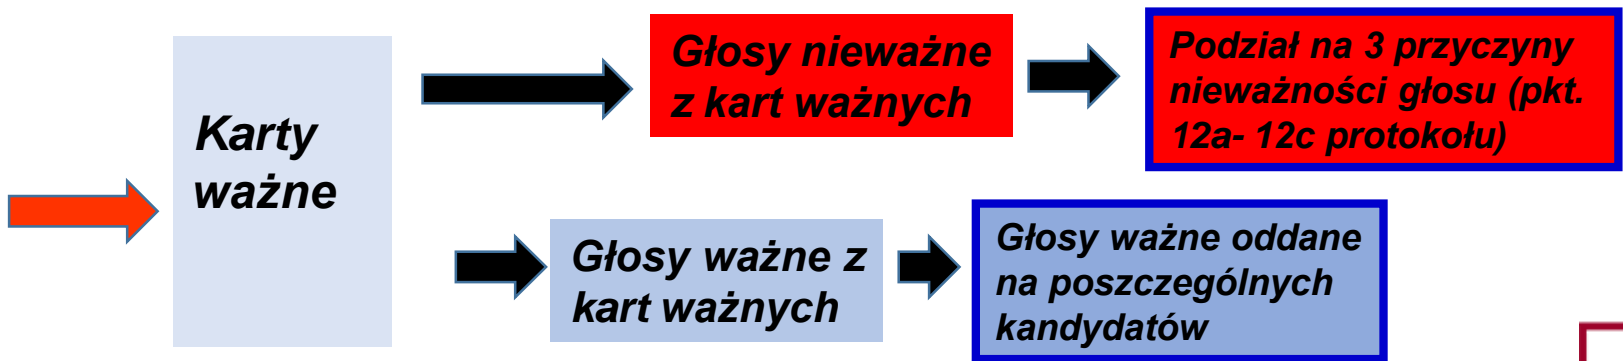 Karty
ważne
Głosy nieważne
z kart ważnych
Podział na 3 przyczyny
nieważności głosu (pkt.
12a- 12c protokołu)
Głosy ważne z
kart ważnych
Głosy ważne oddane
na poszczególnych
kandydatów